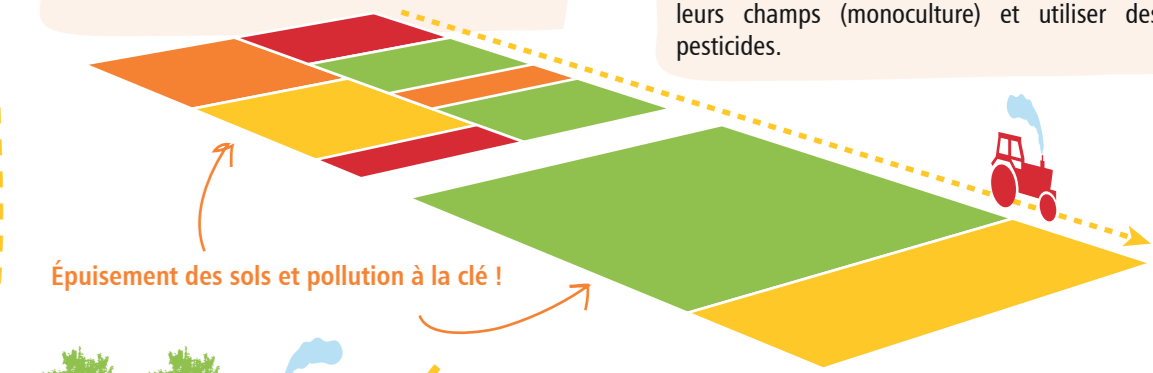 leurs champs (monoculture) et utiliser des
pesticides.
Épuisement des sols et pollution à la clé !